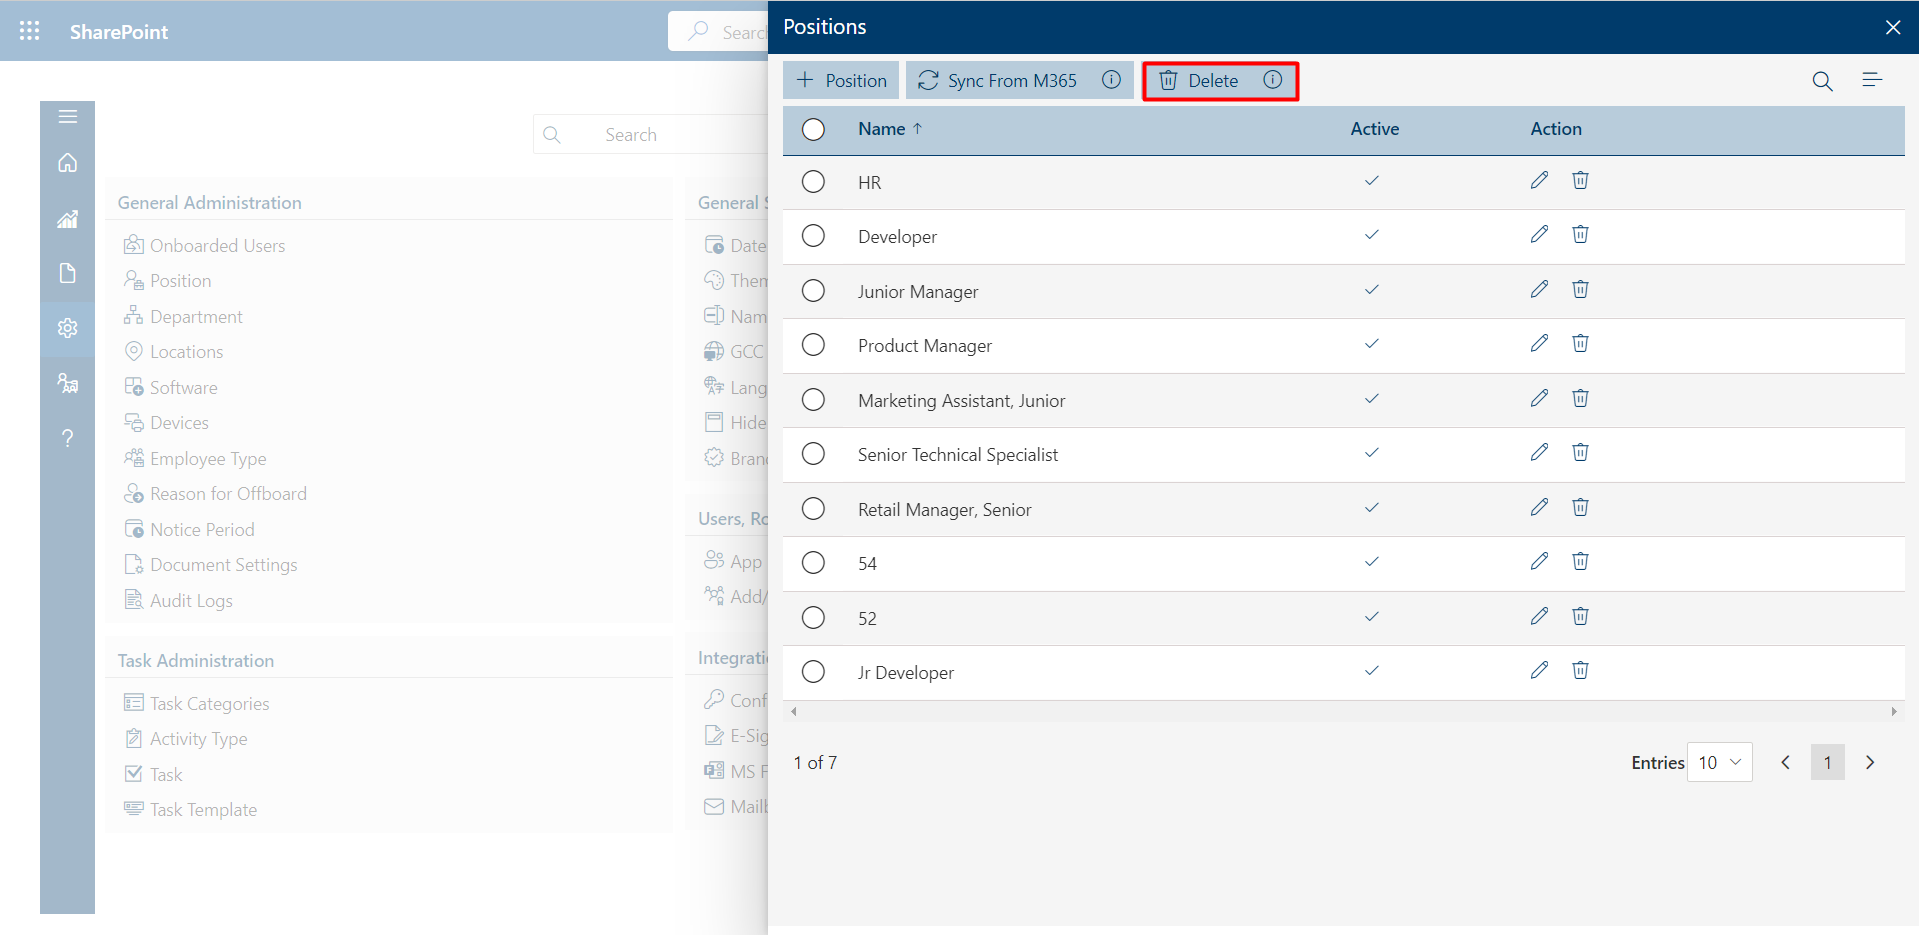 SharePoint
Search
Search
General Administration
Onboarded Users
Position
Department
Locations
Software
Devices
Employee Type
Reason for Offboard
Notice Period
Document Settings
Audit Logs
Task Administration
Task Categories
Activity Type
Task
Task Template
General S
Date
Them
Nam
GCC
Lang
Hide
Brand
Users, Ro
App
Add/
Integrati
Conf
E-Sig
MS F
Mailb
Positions
Position
Sync From M365
Delete
Name ↑ Active Action
HR
Developer
Junior Manager
Product Manager
Marketing Assistant, Junior
Senior Technical Specialist
Retail Manager, Senior
54
52
Jr Developer
1 of 7
Entries 10 1